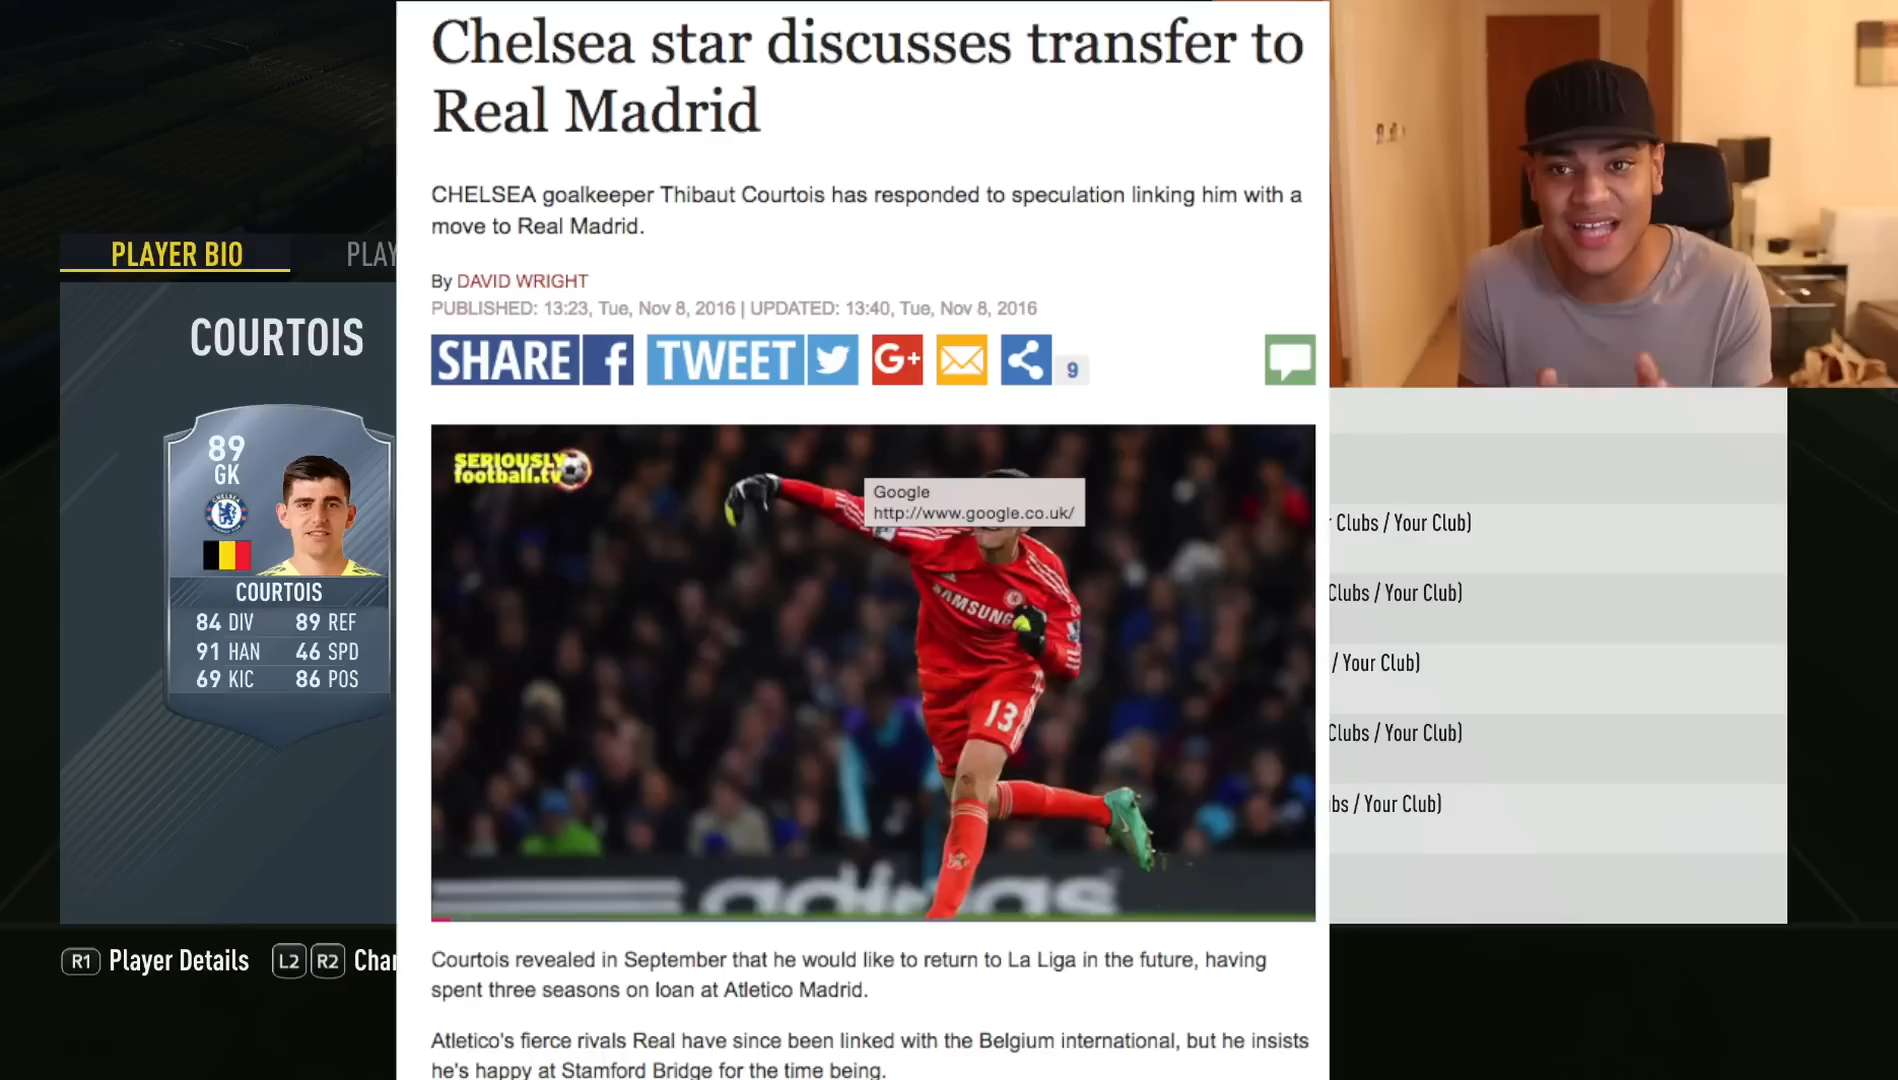 Chelsea star discusses transfer to
Real Madrid
CHELSEA goalkeeper Thibaut Courtois has responded to speculation linking him with a
move to Real Madrid.
By DAVID WRIGHT
PUBLISHED: 13:23, Tue, Nov 8, 2016 | UPDATED: 13:40, Tue, Nov 8, 2016
SHARE f TWEET G+ 9
SERIOUSLY
football.tv
Google
http://www.google.co.uk/
SAMSUNG
13
adidas
Courtois revealed in September that he would like to return to La Liga in the future, having
spent three seasons on loan at Atletico Madrid.
Atletico's fierce rivals Real have since been linked with the Belgium international, but he insists
he's happy at Stamford Bridge for the time being.
PLAYER BIO PLAY
COURTOIS
89
GK
COURTOIS
84 DIV 89 REF
91 HAN 46 SPD
69 KIC 86 POS
R1 Player Details L2 R2 Char
Clubs / Your Club)
Clubs / Your Club)
/ Your Club)
Clubs / Your Club)
bs / Your Club)